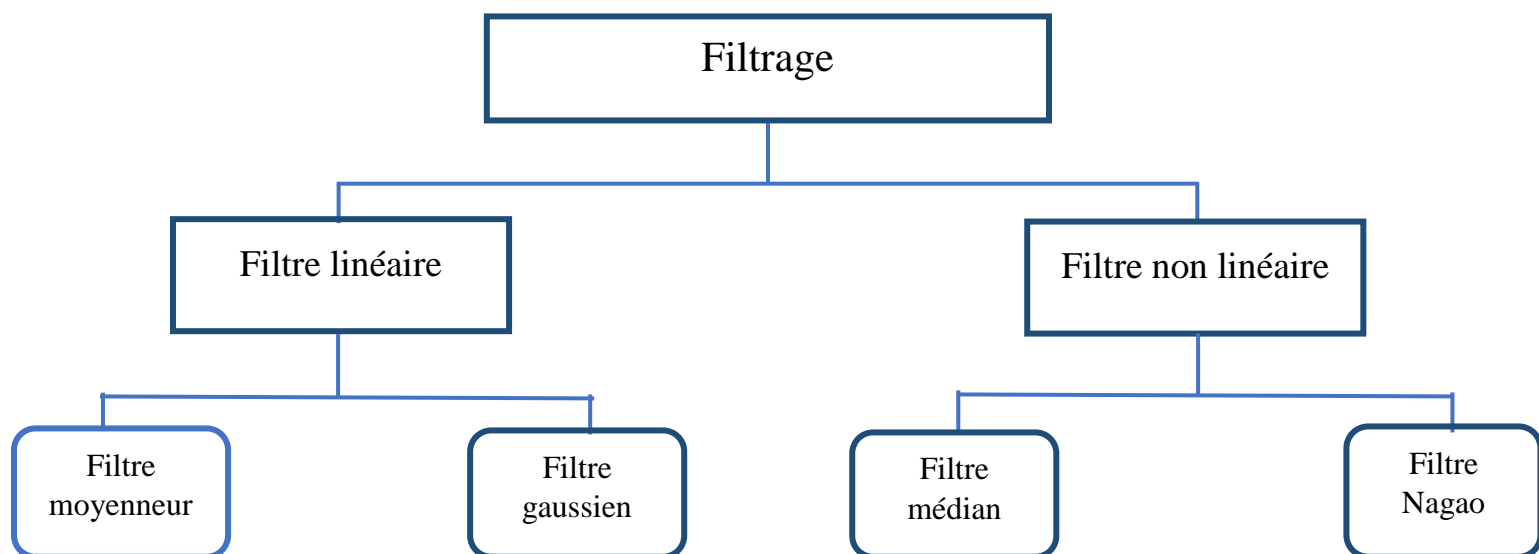 Filtrage
Filtre linéaire
Filtre non linéaire
Filtre
moyenneur
Filtre
gaussien
Filtre
médian
Filtre
Nagao